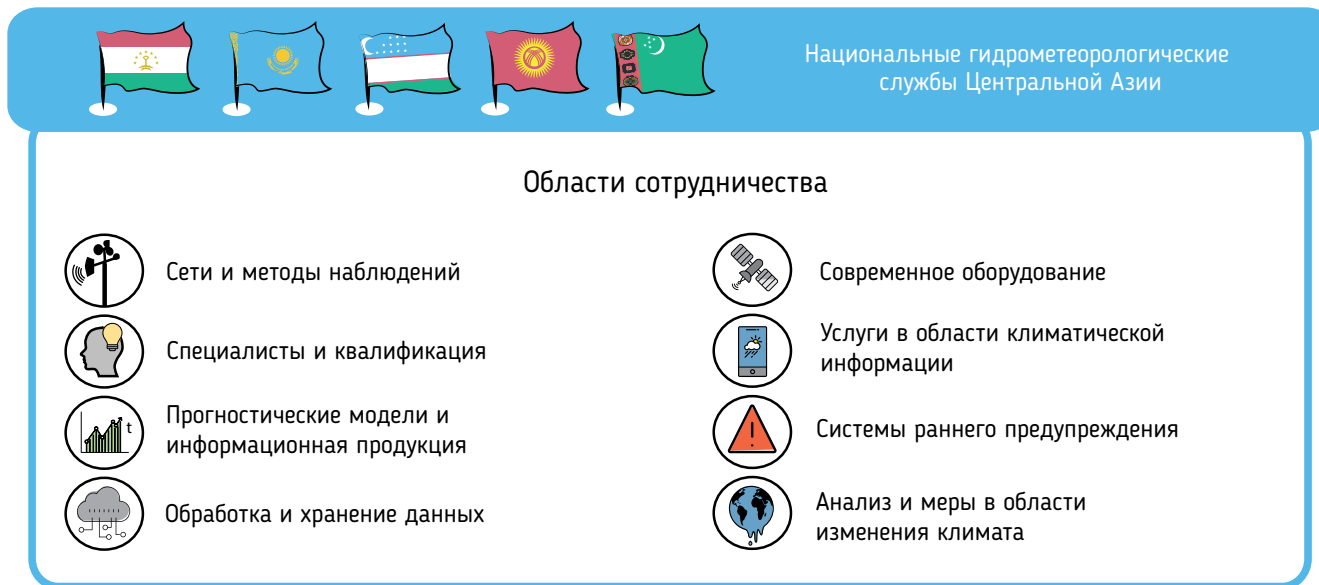 Национальные гидрометеорологические
службы Центральной Азии
Области сотрудничества
Сети и методы наблюдений
Специалисты и квалификация
Прогностические модели и
информационная продукция
t
Обработка и хранение данных
Современное оборудование
Услуги в области климатической
информации
Системы раннего предупреждения
Анализ и меры в области
изменения климата